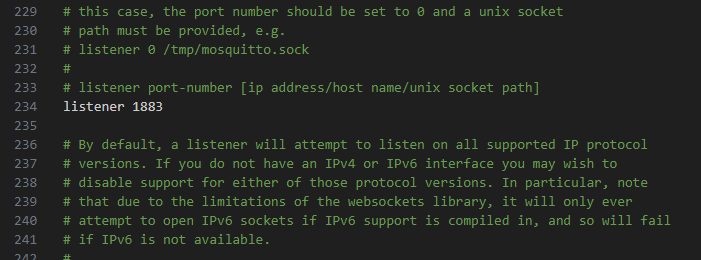 229 # this case, the port number should be set to 0 and a unix socket
230 # path must be provided, e.g.
231 # listener 0 /tmp/mosquitto.sock
232 #
233 # listener port-number [ip address/host name/unix socket path]
234 listener 1883
235
236 # By default, a listener will attempt to listen on all supported IP protocol
237 # versions. If you do not have an IPv4 or IPv6 interface you may wish to
238 # disable support for either of those protocol versions. In particular, note
239 # that due to the limitations of the websockets library, it will only ever
240 # attempt to open IPv6 sockets if IPv6 support is compiled in, and so will fail
241 # if IPv6 is not available.
242 #